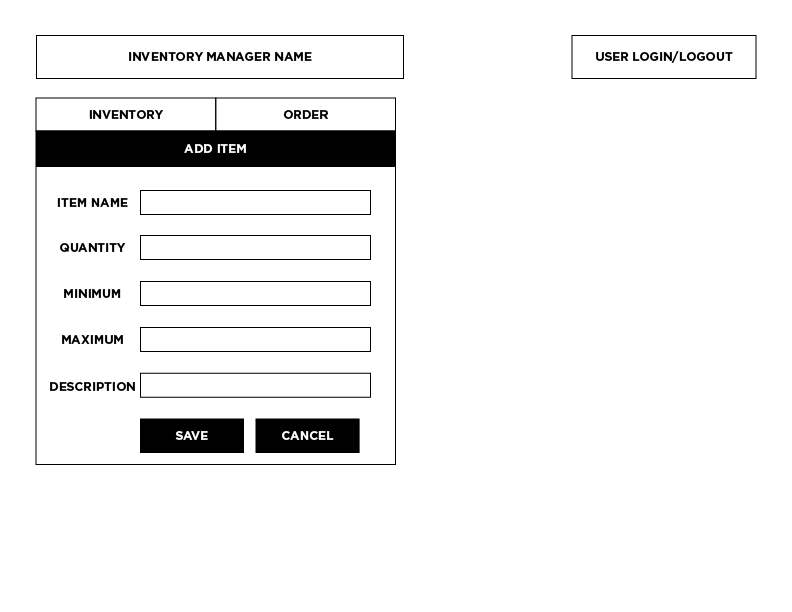 INVENTORY MANAGER NAME
USER LOGIN/LOGOUT
INVENTORY
ORDER
ADD ITEM
ITEM NAME
QUANTITY
MINIMUM
MAXIMUM
DESCRIPTION
SAVE
CANCEL